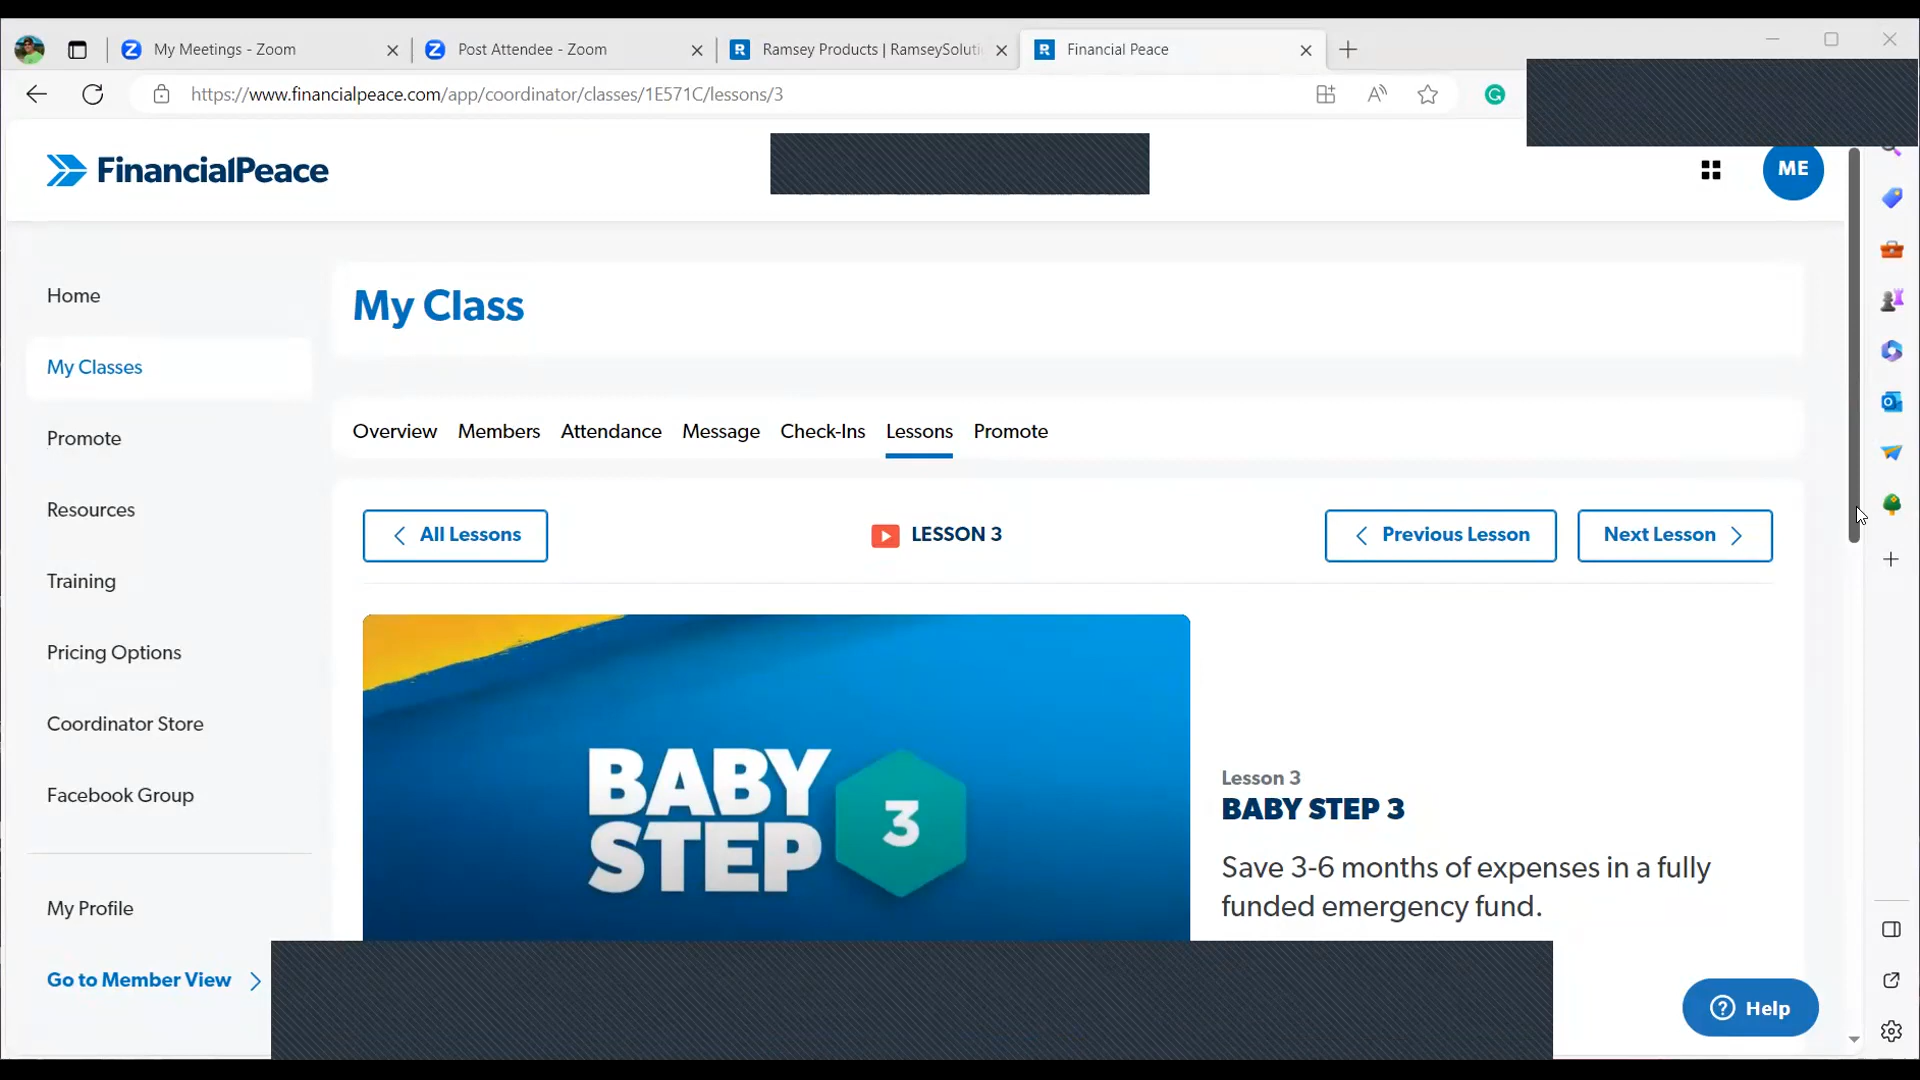 My Meetings - Zoom
Post Attendee - Zoom
Ramsey Products | RamseySoluti
Financial Peace
https://www.financialpeace.com/app/coordinator/classes/1E571C/lessons/3
FinancialPeace
ME
Home
My Classes
Promote
Resources
Training
Pricing Options
Coordinator Store
Facebook Group
My Profile
Go to Member View
My Class
Overview Members Attendance Message Check-Ins Lessons Promote
All Lessons
LESSON 3
Previous Lesson
Next Lesson
BABY
STEP
3
Lesson 3
BABY STEP 3
Save 3-6 months of expenses in a fully
funded emergency fund.
Help